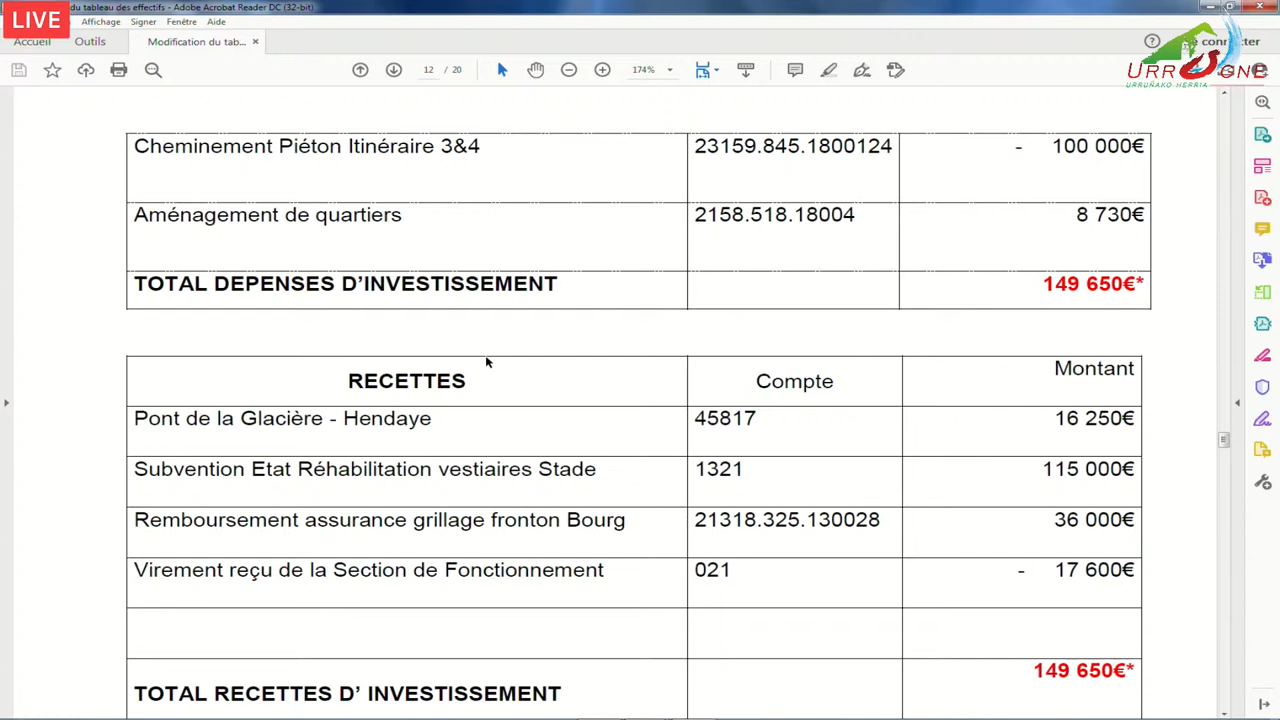 LIVE
du tableau des effectifs - Adobe Acrobat Reader DC (32-bit)
Affichage Signer Fenêtre Aide
Accueil Outils Modification du tab... ×
12 / 20 174%
URRUGNE
URRUÑAKO HERRIA
Cheminement Piéton Itinéraire 3&4 23159.845.1800124 - 100 000€
Aménagement de quartiers 2158.518.18004 8 730€
TOTAL DEPENSES D'INVESTISSEMENT 149 650€*
RECETTES Compte Montant
Pont de la Glacière - Hendaye 45817 16 250€
Subvention Etat Réhabilitation vestiaires Stade 1321 115 000€
Remboursement assurance grillage fronton Bourg 21318.325.130028 36 000€
Virement reçu de la Section de Fonctionnement 021 - 17 600€
TOTAL RECETTES D' INVESTISSEMENT 149 650€*